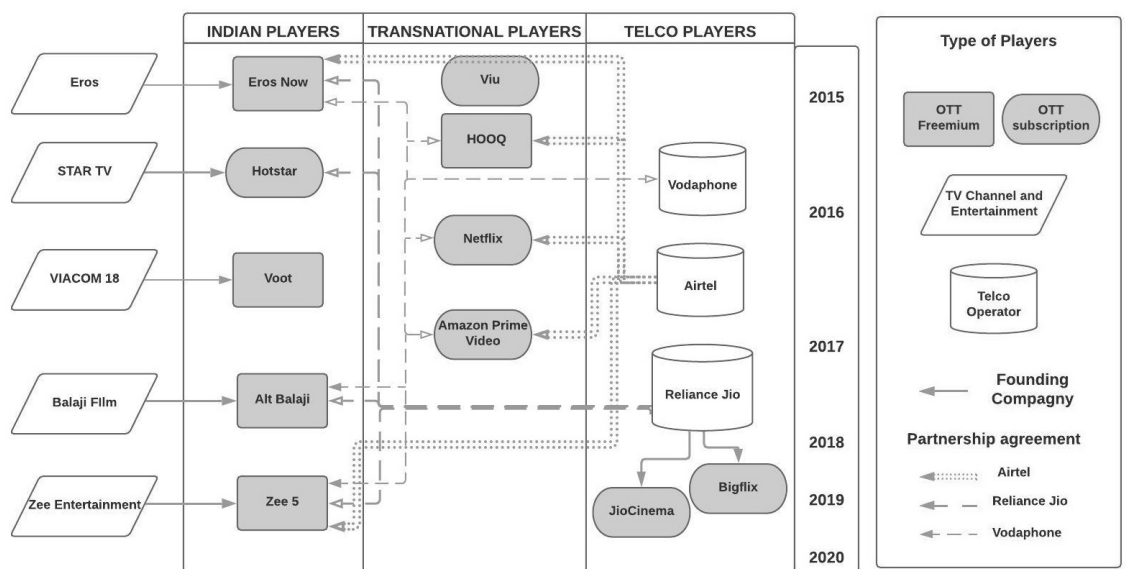 INDIAN PLAYERS
TRANSNATIONAL PLAYERS
TELCO PLAYERS
Eros
Eros Now
Viu
2015
HOOQ
STAR TV
Hotstar
Vodaphone
2016
Netflix
VIACOM 18
Voot
Airtel
Amazon Prime
Video
2017
Balaji FIlm
Alt Balaji
Reliance Jio
2018
Zee Entertainment
Zee 5
Bigflix
JioCinema
2019
2020
Type of Players
OTT
Freemium
OTT
subscription
TV Channel and
Entertainment
Telco
Operator
Founding
Compagny
Partnership agreement
Airtel
Reliance Jio
Vodaphone